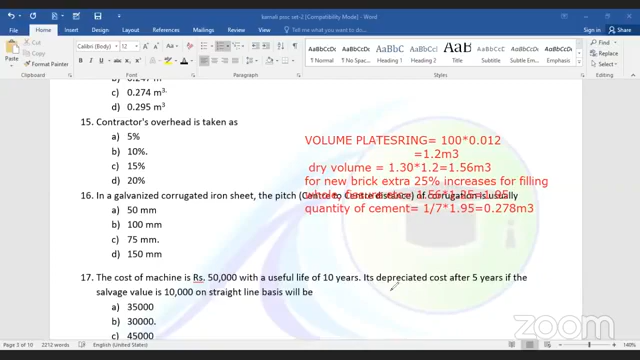 karnali pssc set-2 [Compatibility Mode] - Word
File Home Insert Design Layout References Mailings Review View Tell me what you want to do...
Paste
Cut
Copy
Format Painter
Clipboard
Calibri (Body) 12
Font
Paragraph
AaBbCcDc AaBbCcDc AaBbC AaBbCc AaB AaBbCcD AaBbCcDc AaBbCcDc
¶ Normal ¶ No Spac... Heading 1 Heading 2 Title Subtitle Subtle Em... Emphasis
Styles
Find
Replace
Select
Editing
c) 0.274 m³.
d) 0.295 m³
15. Contractor's overhead is taken as
a) 5%
b) 10%.
c) 15%
d) 20%
VOLUME PLATESRING= 100*0.012
=1.2m3
dry volume = 1.30*1.2=1.56m3
for new brick extra 25% increases for filling
16. In a galvanized corrugated iron sheet, the pitch (Centre to Centre distance) of corrugation is usually
quantity of cement= 1/7*1.95=0.278m3
a) 50 mm
b) 100 mm
c) 75 mm.
d) 150 mm
17. The cost of machine is Rs. 50,000 with a useful life of 10 years. Its depreciated cost after 5 years if the
salvage value is 10,000 on straight line basis will be
a) 35000
b) 30000.
c) 45000
Page 3 of 10 2212 words
140%
zoom